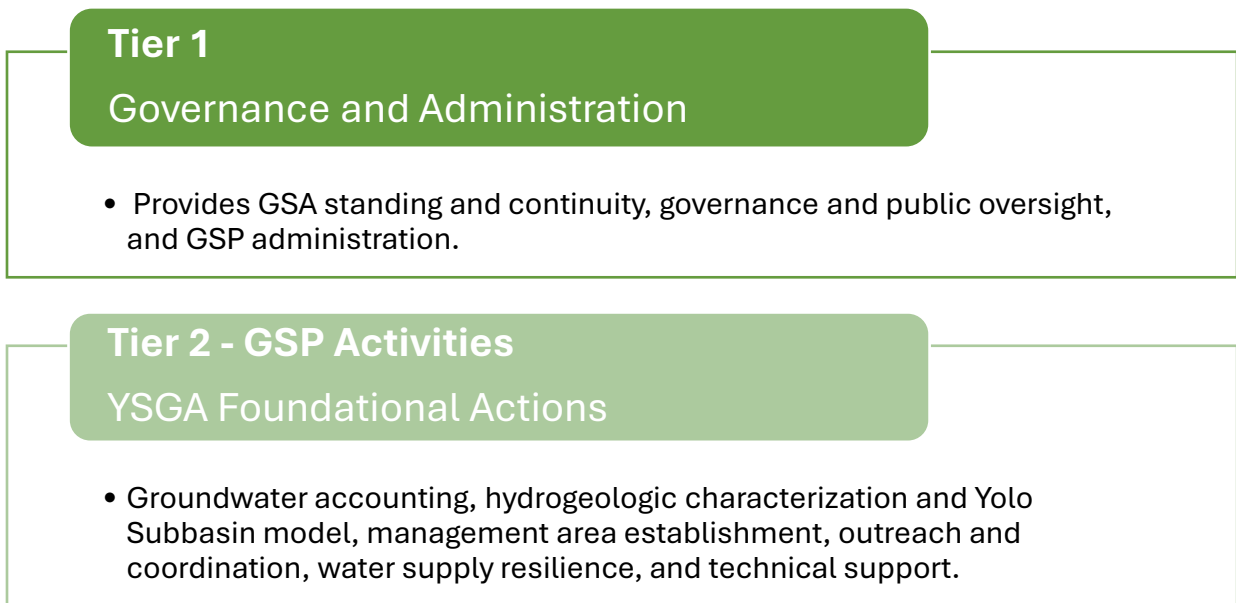 Tier 1
Governance and Administration
• Provides GSA standing and continuity, governance and public oversight,
and GSP administration.
Tier 2 - GSP Activities
YSGA Foundational Actions
• Groundwater accounting, hydrogeologic characterization and Yolo
Subbasin model, management area establishment, outreach and
coordination, water supply resilience, and technical support.